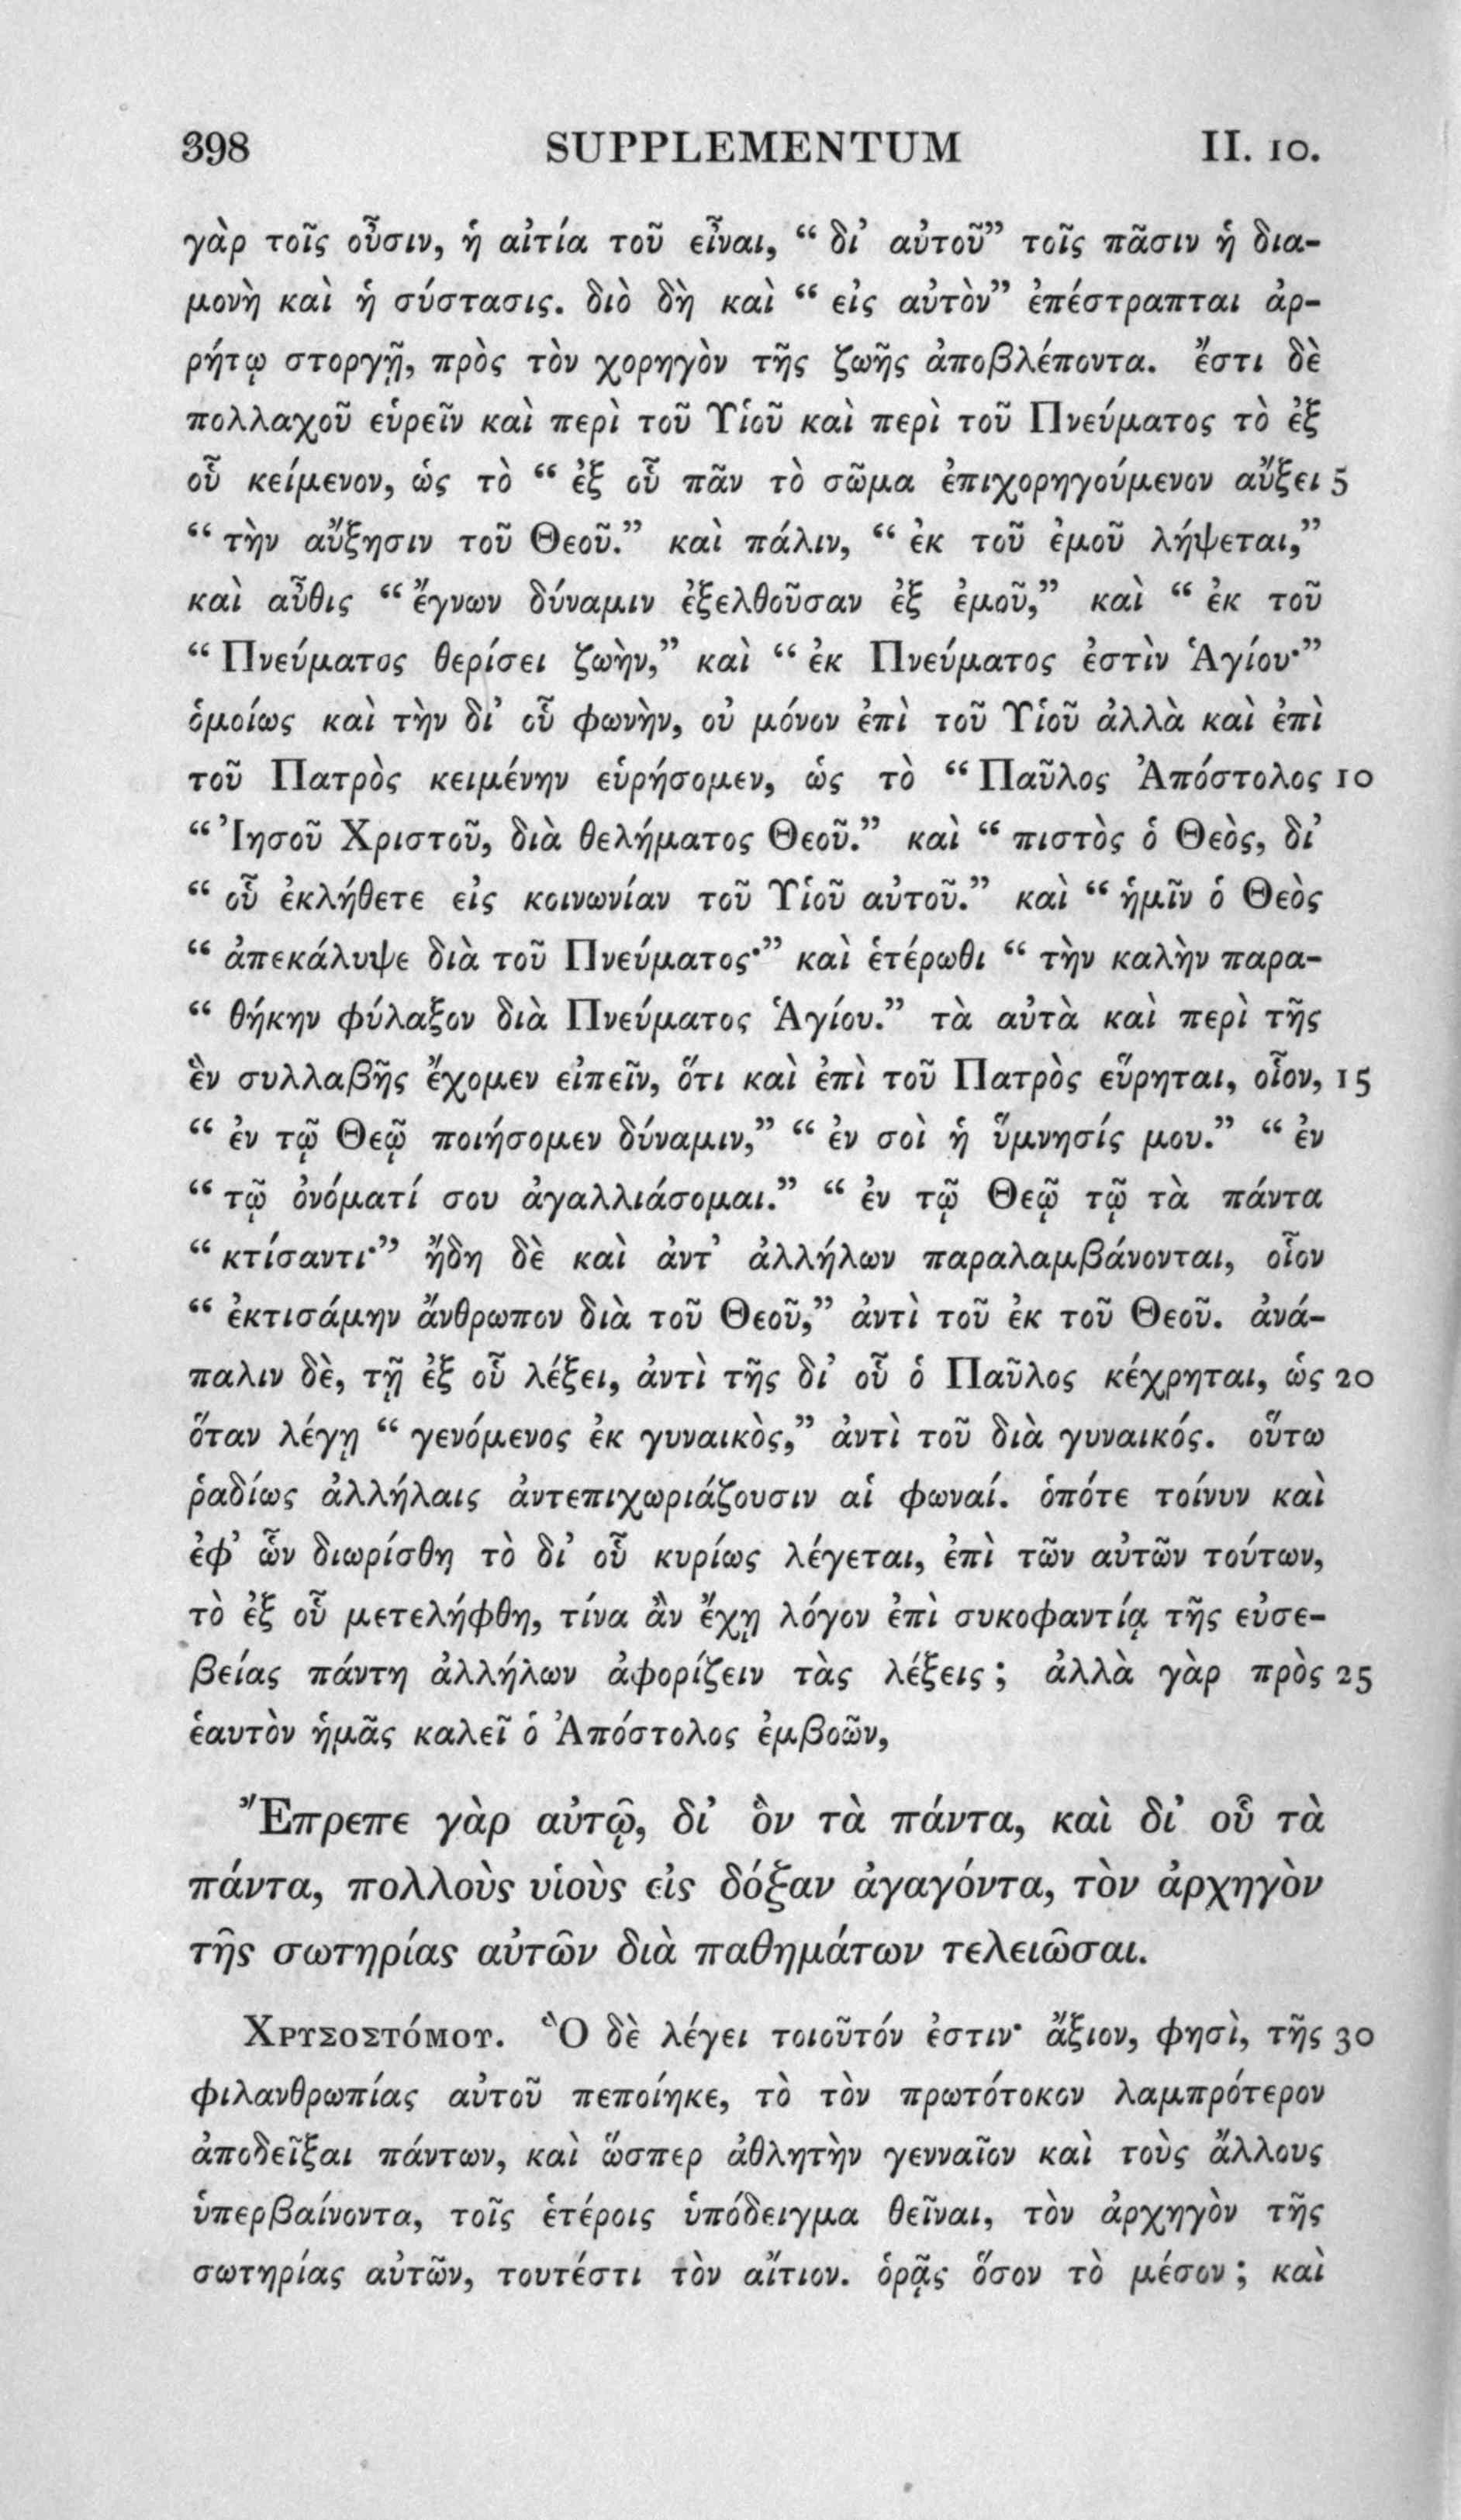 398 SUPPLEMENTUM II. 10.
γὰρ τοῖς οὖσιν, ἡ αἰτία τοῦ εἶναι, “ δι’ αὐτοῦ” τοῖς πᾶσιν ἡ δια-
μονὴ καὶ ἡ σύστασις. διὸ δὴ καὶ “ εἰς αὐτὸν” ἐπέστραπται ἀρ-
ρήτῳ στοργῇ, πρὸς τὸν χορηγὸν τῆς ζωῆς ἀποβλέποντα. ἔστι δὲ
πολλαχοῦ εὑρεῖν καὶ περὶ τοῦ Υἱοῦ καὶ περὶ τοῦ Πνεύματος τὸ ἐξ
οὗ κείμενον, ὡς τὸ “ ἐξ οὗ πᾶν τὸ σῶμα ἐπιχορηγούμενον αὔξει 5
“ τὴν αὔξησιν τοῦ Θεοῦ.” καὶ πάλιν, “ ἐκ τοῦ ἐμοῦ λήψεται,”
καὶ αὖθις “ ἔγνων δύναμιν ἐξελθοῦσαν ἐξ ἐμοῦ,” καὶ “ ἐκ τοῦ
“ Πνεύματος θερίσει ζωὴν,” καὶ “ ἐκ Πνεύματος ἐστὶν Ἁγίου·”
ὁμοίως καὶ τὴν δι’ οὗ φωνὴν, οὐ μόνον ἐπὶ τοῦ Υἱοῦ ἀλλὰ καὶ ἐπὶ
τοῦ Πατρὸς κειμένην εὑρήσομεν, ὡς τὸ “ Παῦλος Ἀπόστολος 10
“ Ἰησοῦ Χριστοῦ, διὰ θελήματος Θεοῦ.” καὶ “ πιστὸς ὁ Θεὸς, δι’
“ οὗ ἐκλήθετε εἰς κοινωνίαν τοῦ Υἱοῦ αὐτοῦ.” καὶ “ ἡμῖν ὁ Θεὸς
“ ἀπεκάλυψε διὰ τοῦ Πνεύματος·” καὶ ἑτέρωθι “ τὴν καλὴν παρα-
“ θήκην φύλαξον διὰ Πνεύματος Ἁγίου.” τὰ αὐτὰ καὶ περὶ τῆς
ἒν συλλαβῆς ἔχομεν εἰπεῖν, ὅτι καὶ ἐπὶ τοῦ Πατρὸς εὕρηται, οἷον, 15
“ ἐν τῷ Θεῷ ποιήσομεν δύναμιν,” “ ἐν σοὶ ἡ ὕμνησίς μου.” “ ἐν
“ τῷ ὀνόματί σου ἀγαλλιάσομαι.” “ ἐν τῷ Θεῷ τῷ τὰ πάντα
“ κτίσαντι·” ἤδη δὲ καὶ ἀντ’ ἀλλήλων παραλαμβάνονται, οἷον
“ ἐκτισάμην ἄνθρωπον διὰ τοῦ Θεοῦ,” ἀντὶ τοῦ ἐκ τοῦ Θεοῦ. ἀνά-
παλιν δὲ, τῇ ἐξ οὗ λέξει, ἀντὶ τῆς δι’ οὗ ὁ Παῦλος κέχρηται, ὡς 20
ὅταν λέγῃ “ γενόμενος ἐκ γυναικὸς,” ἀντὶ τοῦ διὰ γυναικός. οὕτω
ῥαδίως ἀλλήλαις ἀντεπιχωριάζουσιν αἱ φωναί. ὁπότε τοίνυν καὶ
ἐφ’ ὧν διωρίσθη τὸ δι’ οὗ κυρίως λέγεται, ἐπὶ τῶν αὐτῶν τούτων,
τὸ ἐξ οὗ μετελήφθη, τίνα ἂν ἔχῃ λόγον ἐπὶ συκοφαντίᾳ τῆς εὐσε-
βείας πάντη ἀλλήλων ἀφορίζειν τὰς λέξεις ; ἀλλὰ γὰρ πρὸς 25
ἑαυτὸν ἡμᾶς καλεῖ ὁ Ἀπόστολος ἐμβοῶν,
Ἔπρεπε γὰρ αὐτῷ, δι’ ὃν τὰ πάντα, καὶ δι’ οὗ τὰ
πάντα, πολλοὺς υἱοὺς εἰς δόξαν ἀγαγόντα, τὸν ἀρχηγὸν
τῆς σωτηρίας αὐτῶν διὰ παθημάτων τελειῶσαι.
Χρυσοστόμου. Ὃ δὲ λέγει τοιοῦτόν ἐστιν· ἄξιον, φησὶ, τῆς 30
φιλανθρωπίας αὐτοῦ πεποίηκε, τὸ τὸν πρωτότοκον λαμπρότερον
ἀποδεῖξαι πάντων, καὶ ὥσπερ ἀθλητὴν γενναῖον καὶ τοὺς ἄλλους
ὑπερβαίνοντα, τοῖς ἑτέροις ὑπόδειγμα θεῖναι, τὸν ἀρχηγὸν τῆς
σωτηρίας αὐτῶν, τουτέστι τὸν αἴτιον. ὁρᾷς ὅσον τὸ μέσον ; καὶ